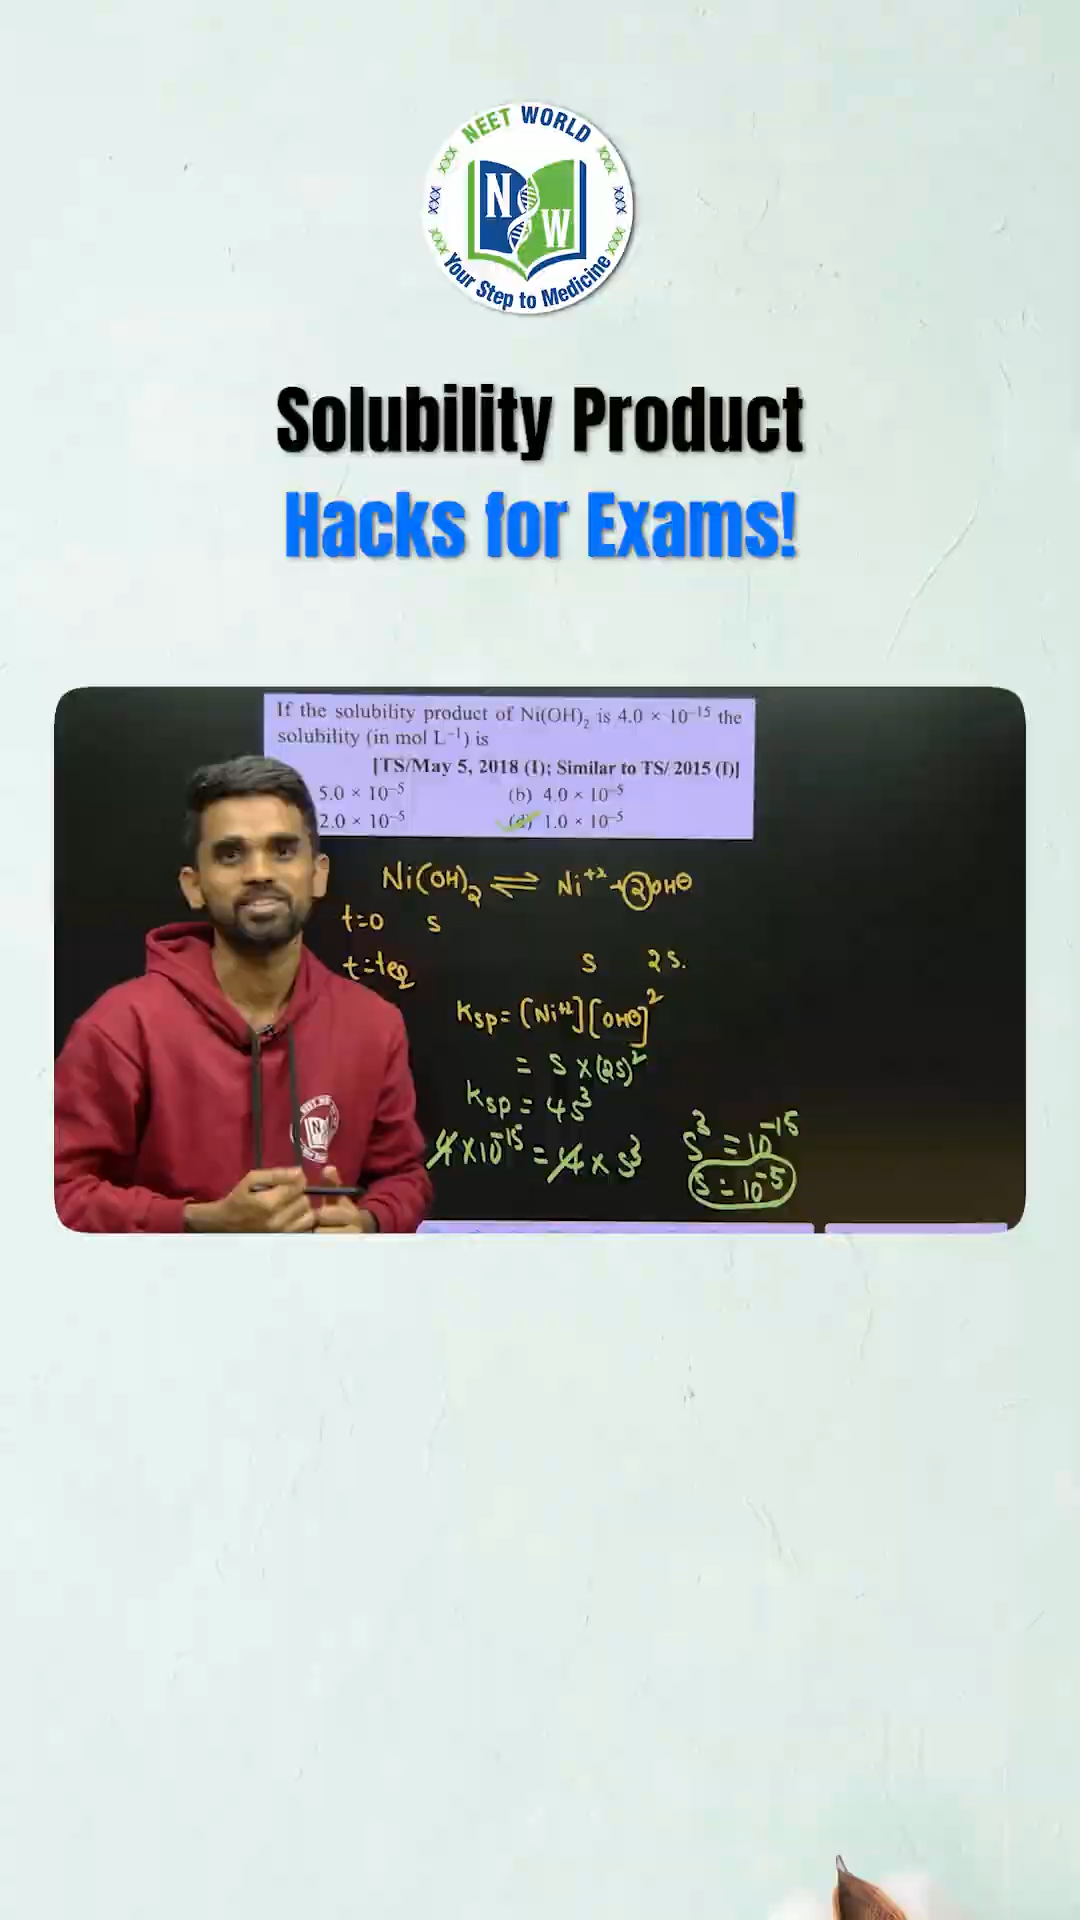 NEET WORLD
N W
Your Step to Medicine
Solubility Product
Hacks for Exams!
If the solubility product of Ni(OH)₂ is 4.0 × 10⁻¹⁵ the
solubility (in mol L⁻¹) is
[TS/May 5, 2018 (I); Similar to TS/ 2015 (I)]
5.0 × 10⁻⁵ (b) 4.0 × 10⁻⁵
2.0 × 10⁻⁵ (d) 1.0 × 10⁻⁵
Ni(OH)₂ ⇌ Ni⁺² + 2OH⊖
t=0 s
t=teq s 2s.
Ksp = [Ni⁺²][OH⊖]²
= s × (2s)²
Ksp = 4s³
4×10⁻¹⁵ = 4 × s³ s³ = 10⁻¹⁵
s = 10⁻⁵
NW